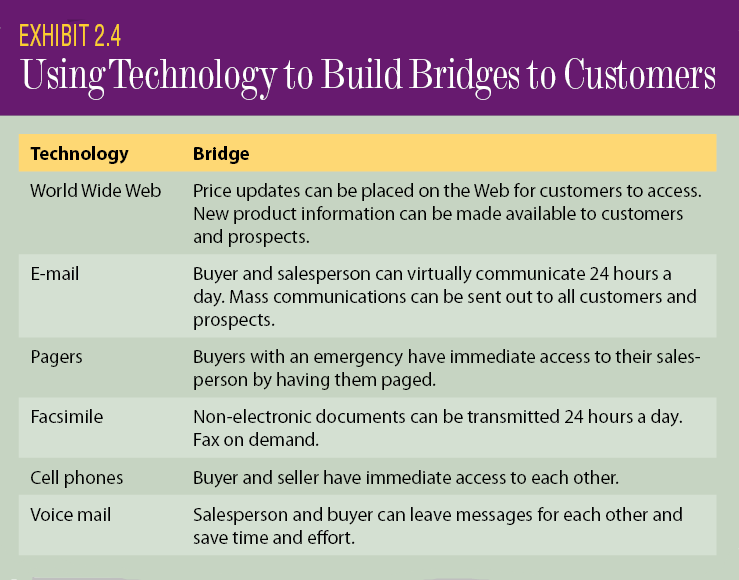 EXHIBIT 2.4
Using Technology to Build Bridges to Customers
Technology Bridge
World Wide Web Price updates can be placed on the Web for customers to access.
New product information can be made available to customers
and prospects.
E-mail Buyer and salesperson can virtually communicate 24 hours a
day. Mass communications can be sent out to all customers and
prospects.
Pagers Buyers with an emergency have immediate access to their sales-
person by having them paged.
Facsimile Non-electronic documents can be transmitted 24 hours a day.
Fax on demand.
Cell phones Buyer and seller have immediate access to each other.
Voice mail Salesperson and buyer can leave messages for each other and
save time and effort.